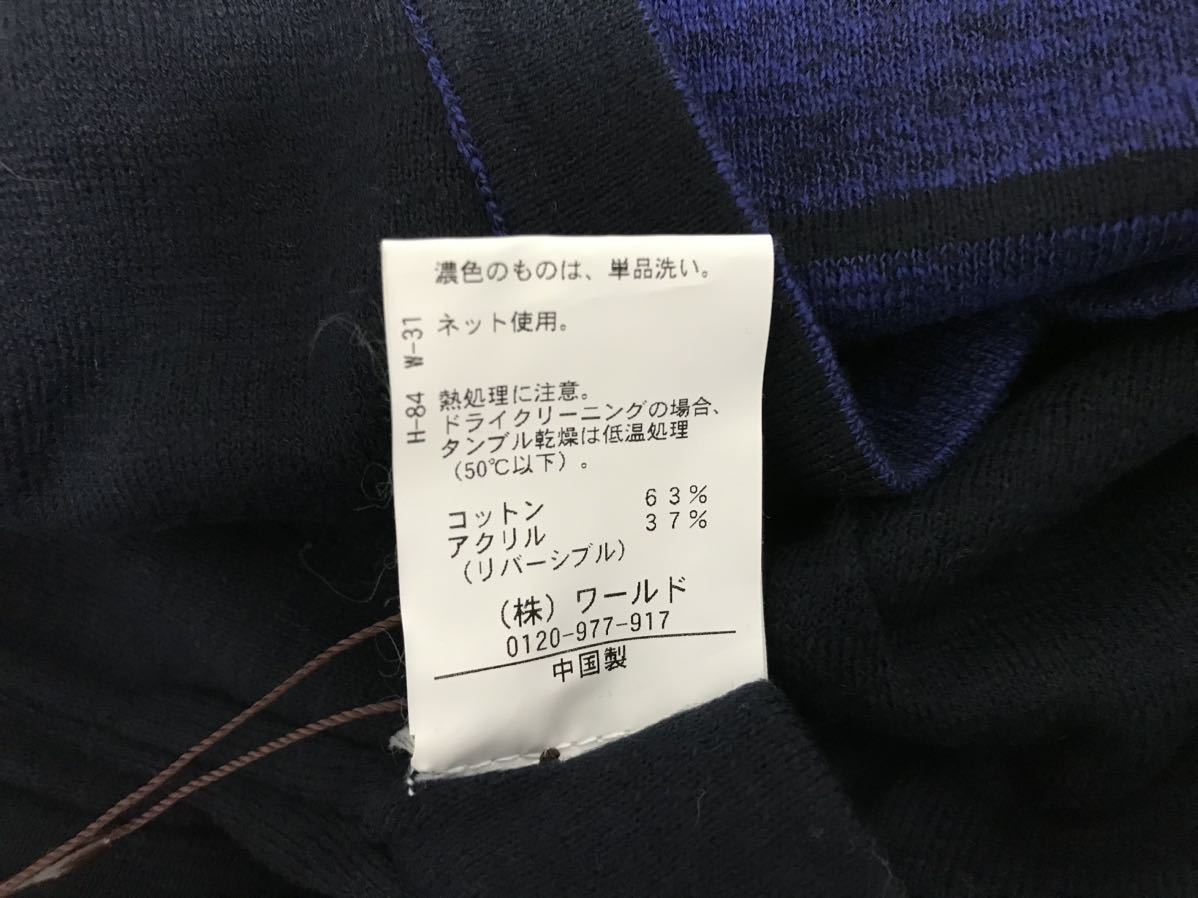 濃色のものは、単品洗い。
ネット使用。
H-84 W-31
熱処理に注意。
ドライクリーニングの場合、
タンブル乾燥は低温処理
（50℃以下）。
コットン 63%
アクリル 37%
（リバーシブル）
（株）ワールド
0120-977-917
中国製